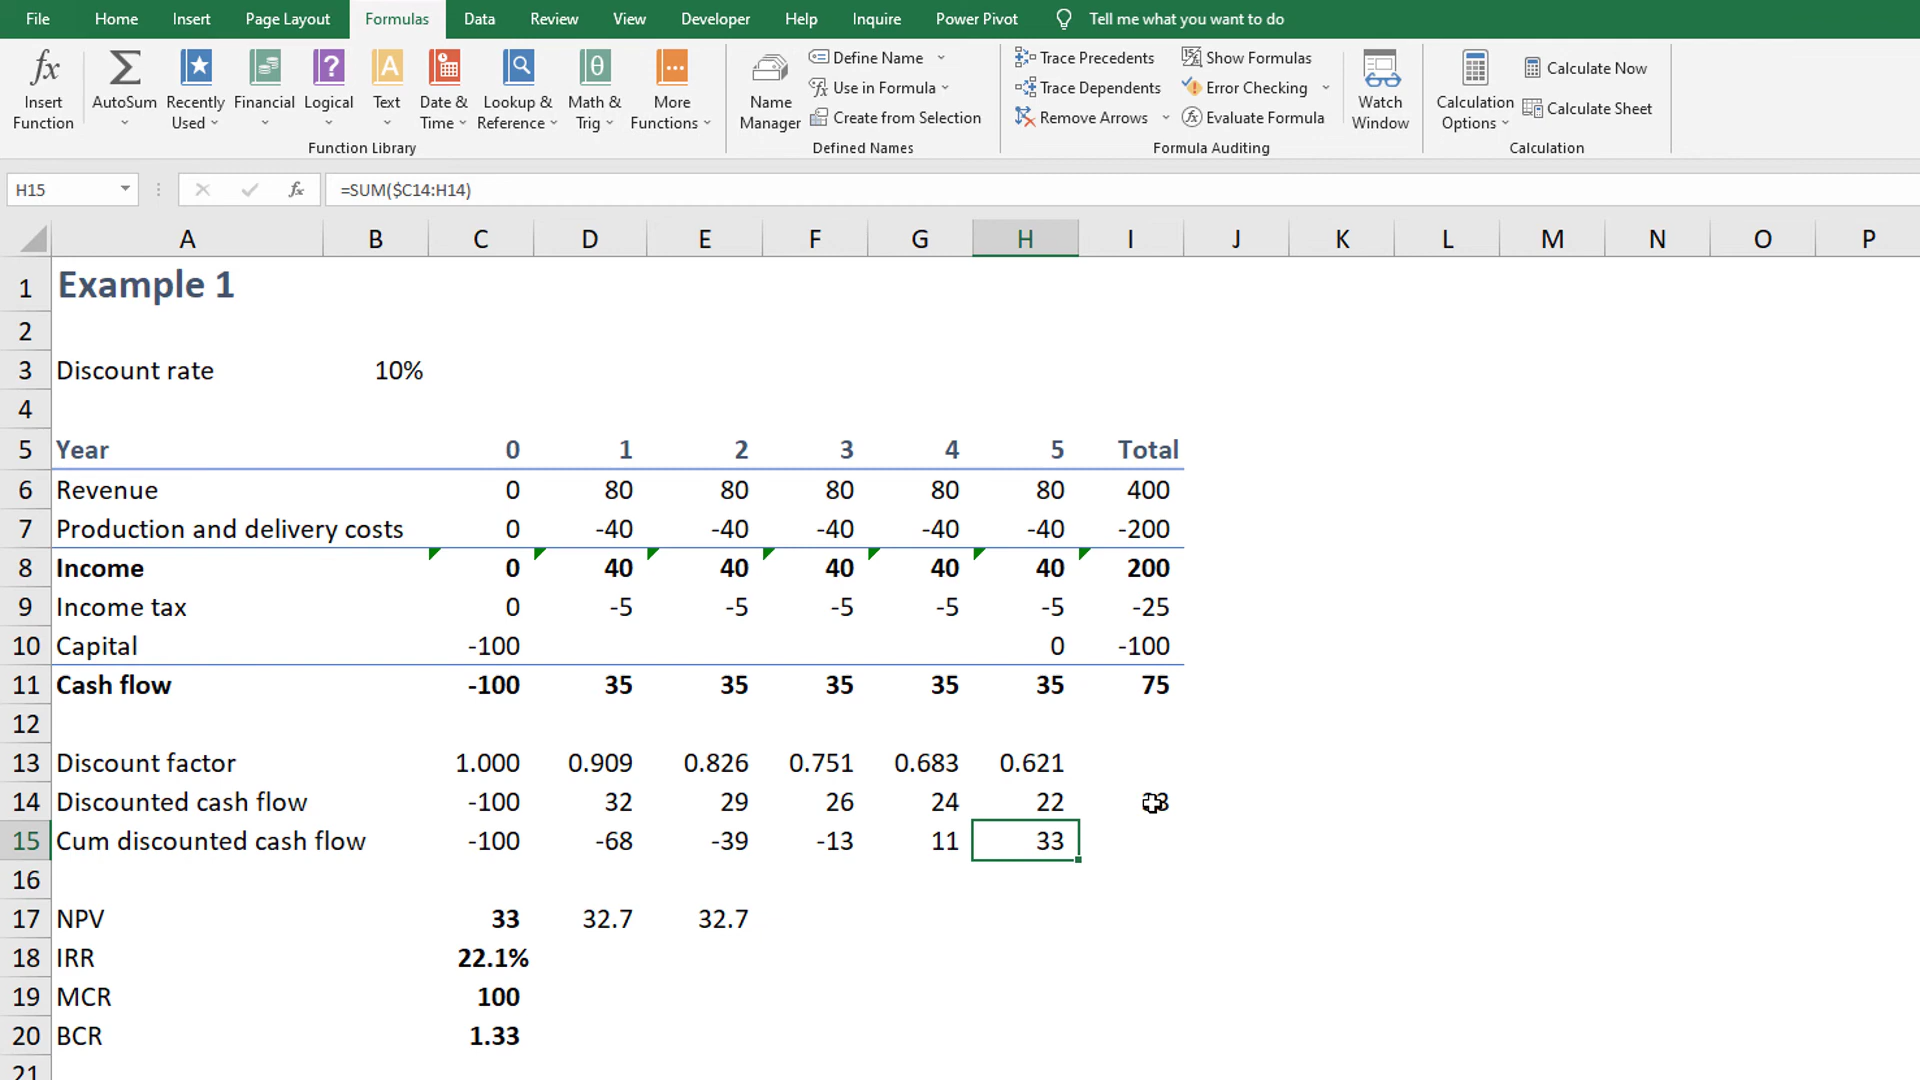 File Home Insert Page Layout Formulas Data Review View Developer Help Inquire Power Pivot Tell me what you want to do
fx Insert Function
AutoSum
Recently Used
Financial
Logical
Text
Date & Time
Lookup & Reference
Math & Trig
More Functions
Function Library
Name Manager
Define Name
Use in Formula
Create from Selection
Defined Names
Trace Precedents
Trace Dependents
Remove Arrows
Show Formulas
Error Checking
Evaluate Formula
Formula Auditing
Watch Window
Calculation Options
Calculate Now
Calculate Sheet
Calculation
H15 fx =SUM($C14:H14)
A B C D E F G H I J K L M N O P
1 Example 1
2
3 Discount rate 10%
4
5 Year 0 1 2 3 4 5 Total
6 Revenue 0 80 80 80 80 80 400
7 Production and delivery costs 0 -40 -40 -40 -40 -40 -200
8 Income 0 40 40 40 40 40 200
9 Income tax 0 -5 -5 -5 -5 -5 -25
10 Capital -100 0 -100
11 Cash flow -100 35 35 35 35 35 75
12
13 Discount factor 1.000 0.909 0.826 0.751 0.683 0.621
14 Discounted cash flow -100 32 29 26 24 22
15 Cum discounted cash flow -100 -68 -39 -13 11 33
16
17 NPV 33 32.7 32.7
18 IRR 22.1%
19 MCR 100
20 BCR 1.33
21